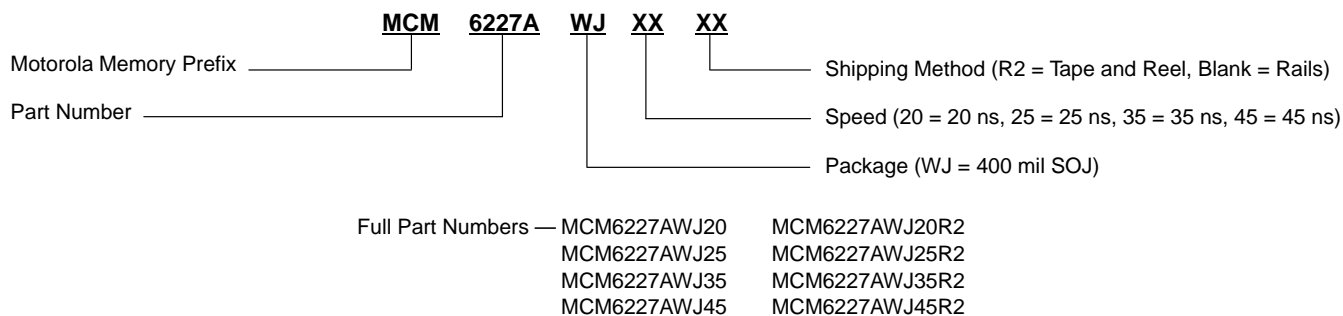 MCM 6227A WJ XX XX
Motorola Memory Prefix
Shipping Method (R2 = Tape and Reel, Blank = Rails)
Part Number
Speed (20 = 20 ns, 25 = 25 ns, 35 = 35 ns, 45 = 45 ns)
Package (WJ = 400 mil SOJ)
Full Part Numbers — MCM6227AWJ20 MCM6227AWJ20R2
MCM6227AWJ25 MCM6227AWJ25R2
MCM6227AWJ35 MCM6227AWJ35R2
MCM6227AWJ45 MCM6227AWJ45R2